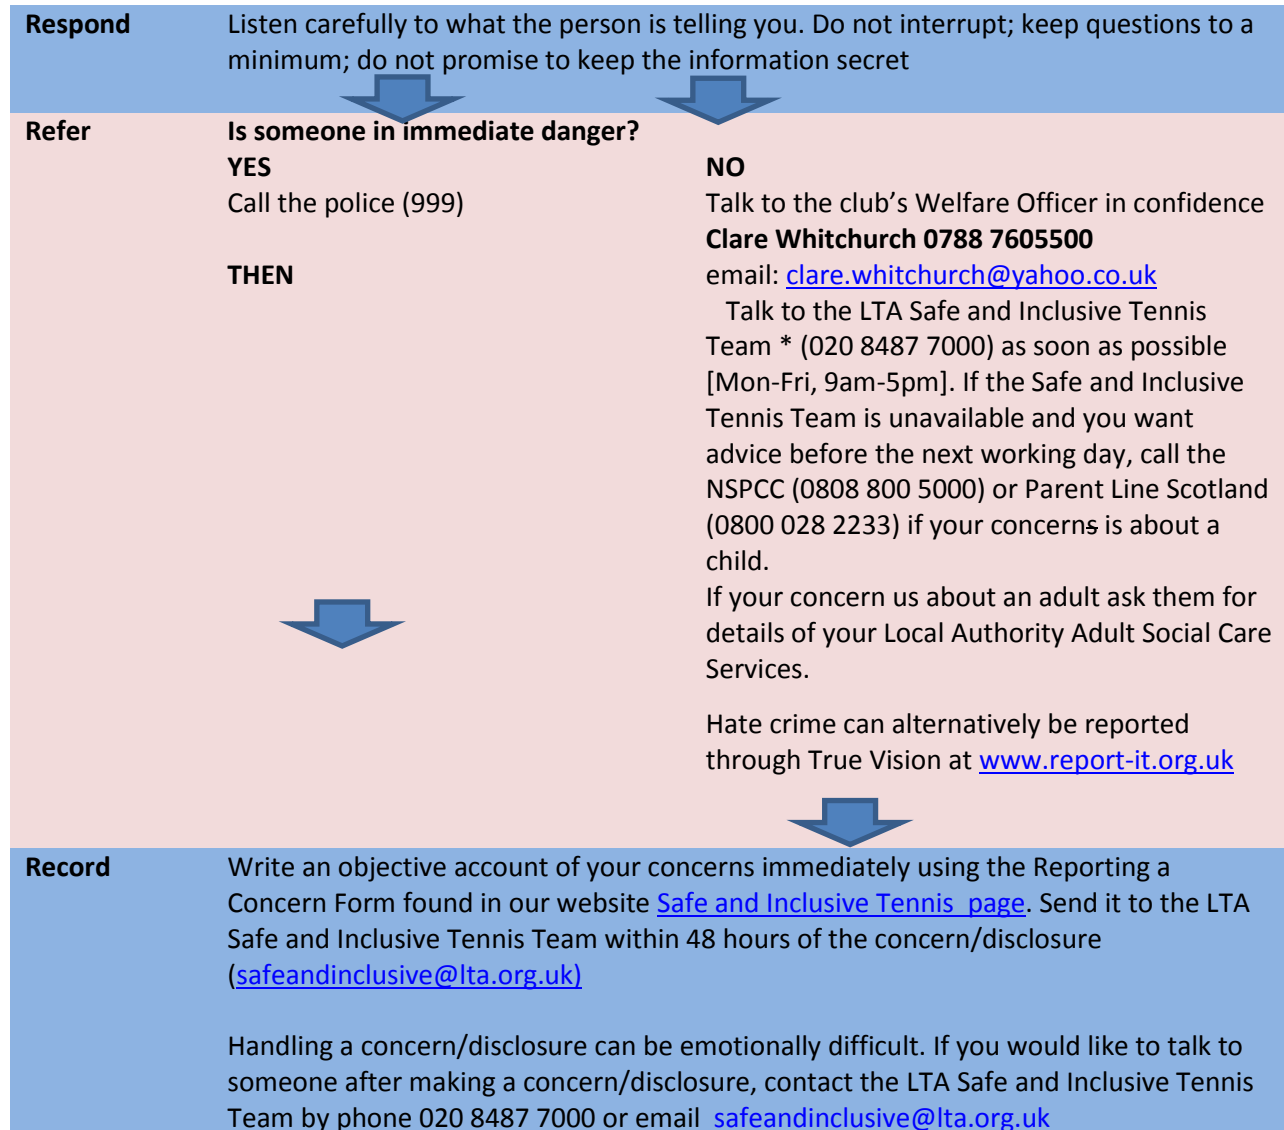 Respond
Listen carefully to what the person is telling you. Do not interrupt; keep questions to a
minimum; do not promise to keep the information secret
Refer
Is someone in immediate danger?
YES
Call the police (999)
THEN
NO
Talk to the club's Welfare Officer in confidence
Clare Whitchurch 0788 7605500
email: clare.whitchurch@yahoo.co.uk
Talk to the LTA Safe and Inclusive Tennis
Team * (020 8487 7000) as soon as possible
[Mon-Fri, 9am-5pm]. If the Safe and Inclusive
Tennis Team is unavailable and you want
advice before the next working day, call the
NSPCC (0808 800 5000) or Parent Line Scotland
(0800 028 2233) if your concerns is about a
child.
If your concern us about an adult ask them for
details of your Local Authority Adult Social Care
Services.
Hate crime can alternatively be reported
through True Vision at www.report-it.org.uk
Record
Write an objective account of your concerns immediately using the Reporting a
Concern Form found in our website Safe and Inclusive Tennis  page. Send it to the LTA
Safe and Inclusive Tennis Team within 48 hours of the concern/disclosure
(safeandinclusive@lta.org.uk)
Handling a concern/disclosure can be emotionally difficult. If you would like to talk to
someone after making a concern/disclosure, contact the LTA Safe and Inclusive Tennis
Team by phone 020 8487 7000 or email  safeandinclusive@lta.org.uk